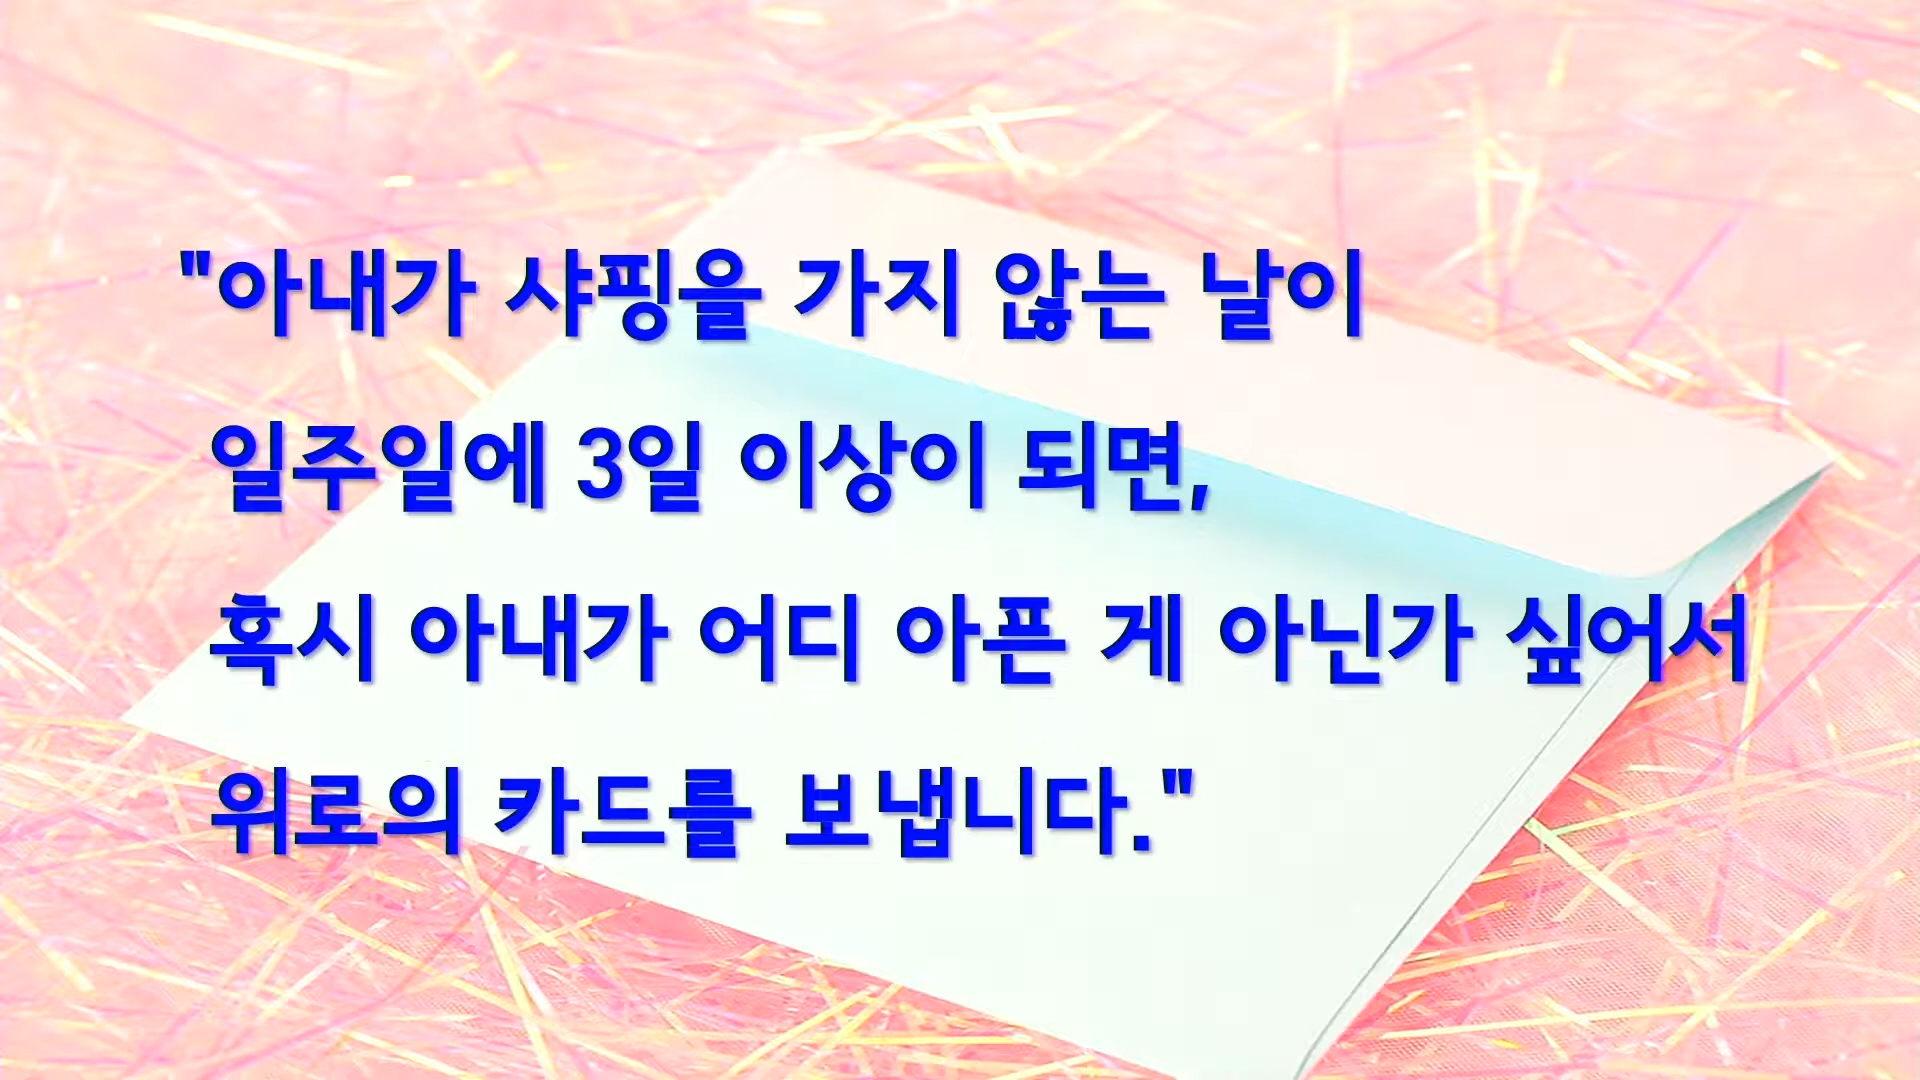 "아내가 샤핑을 가지 않는 날이
일주일에 3일 이상이 되면,
혹시 아내가 어디 아픈 게 아닌가 싶어서
위로의 카드를 보냅니다."